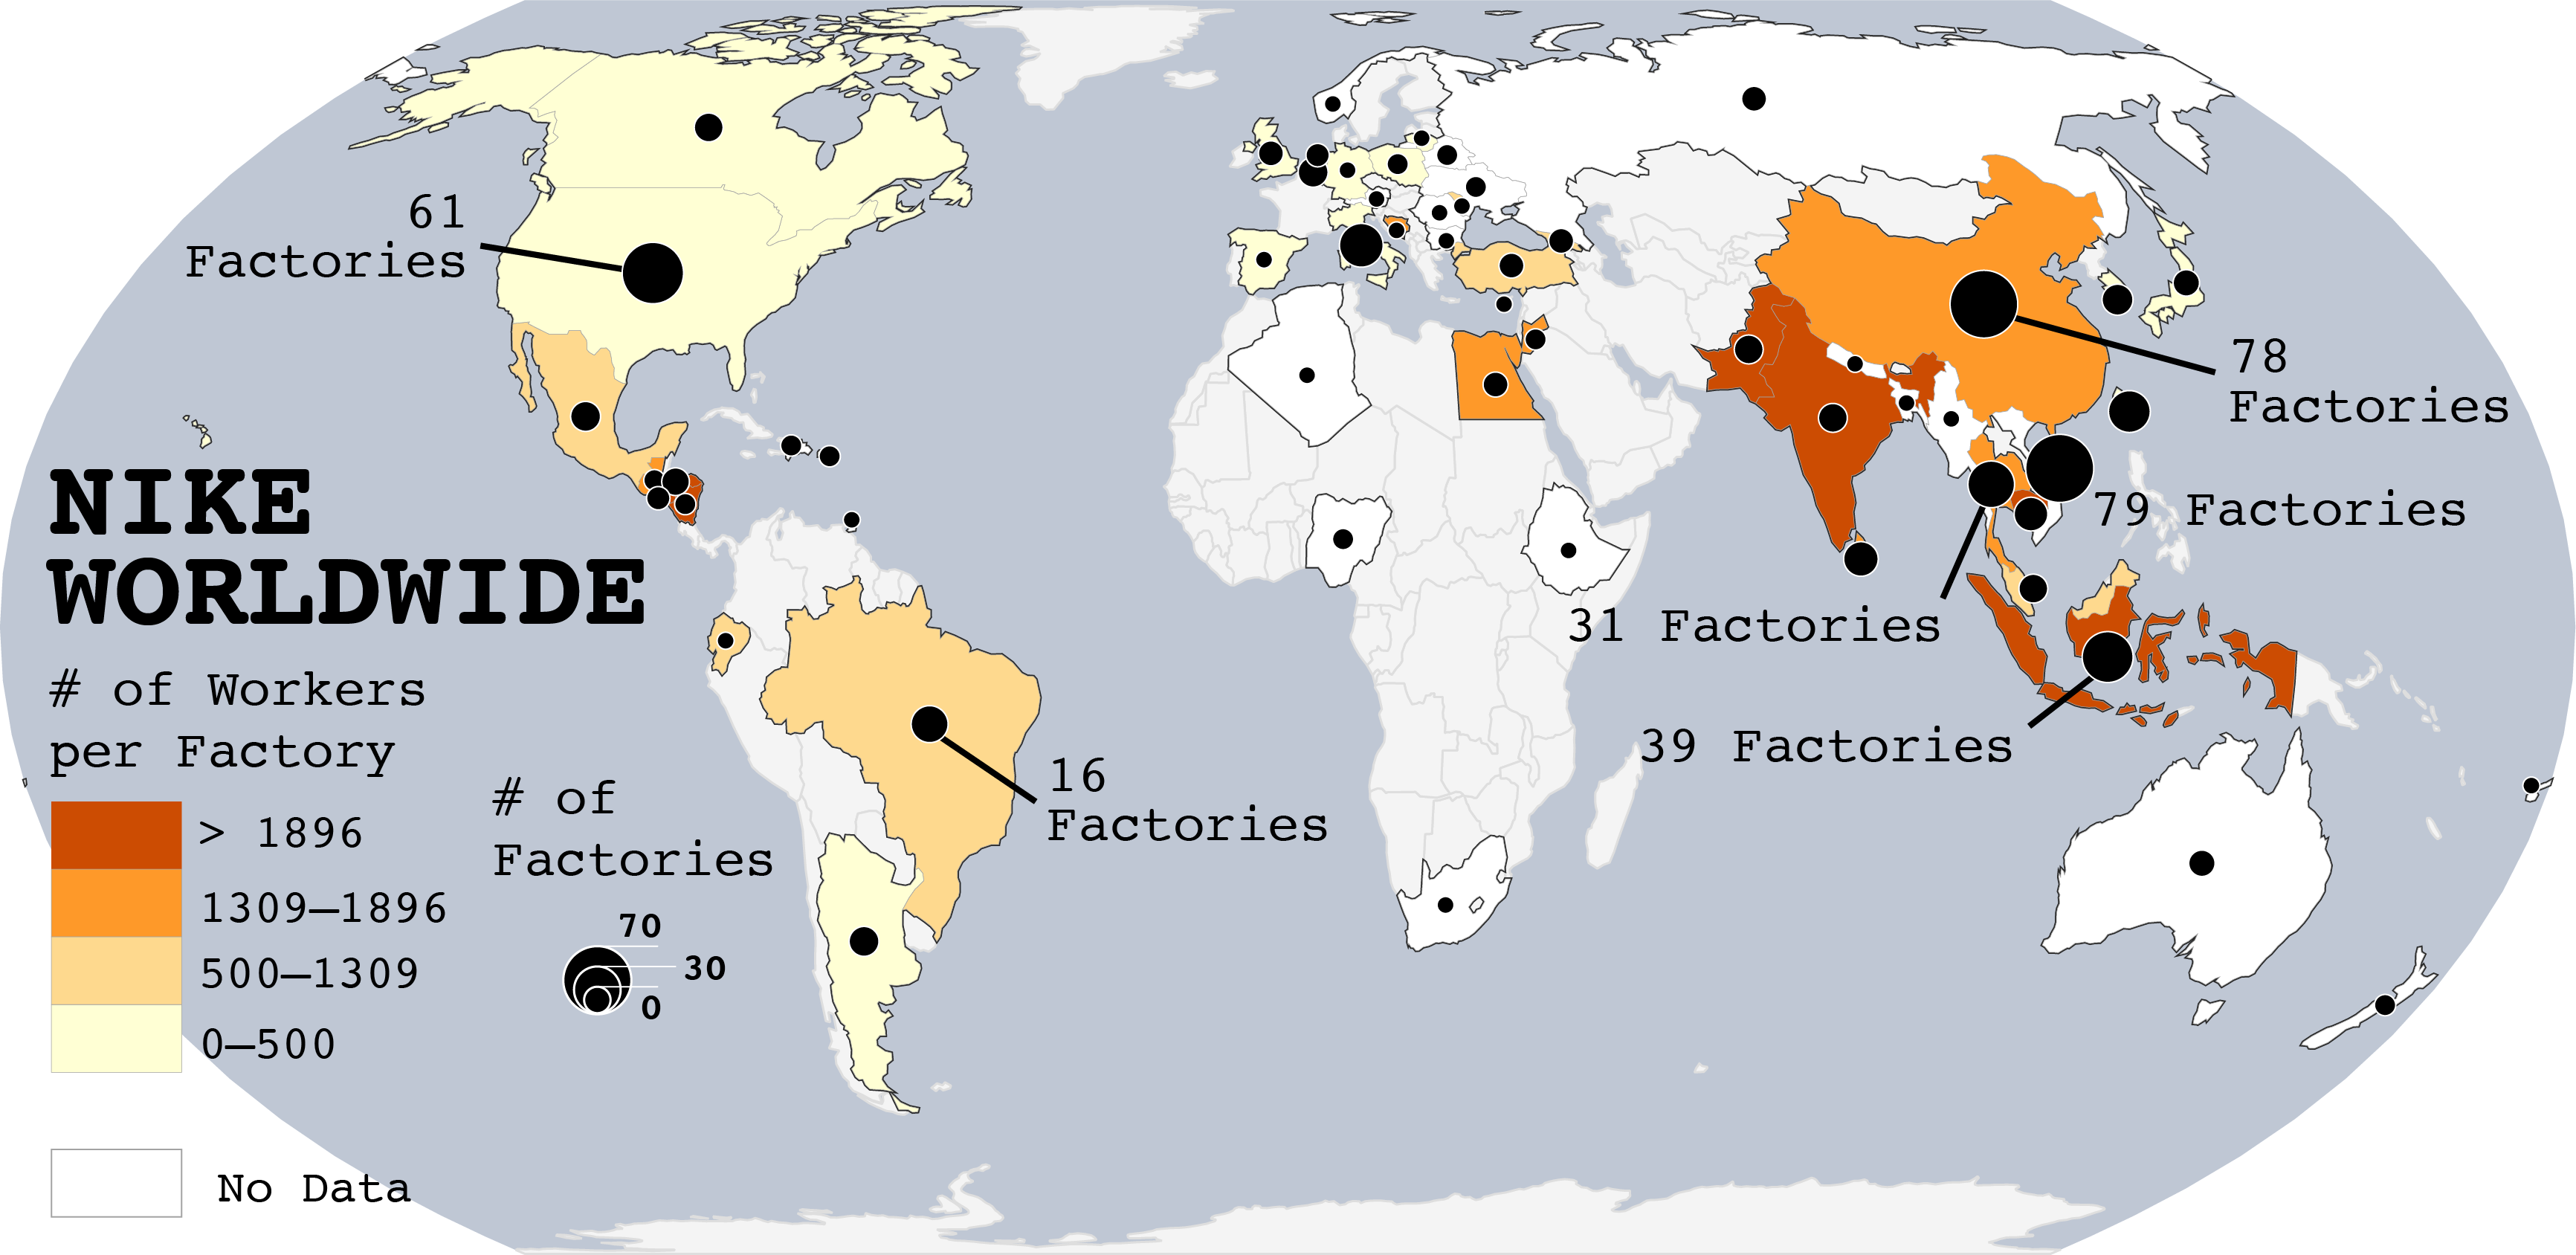 61
Factories
78
Factories
NIKE
WORLDWIDE
79 Factories
31 Factories
39 Factories
16
Factories
# of Workers
per Factory
> 1896
1309—1896
500—1309
0—500
No Data
# of
Factories
70
30
0